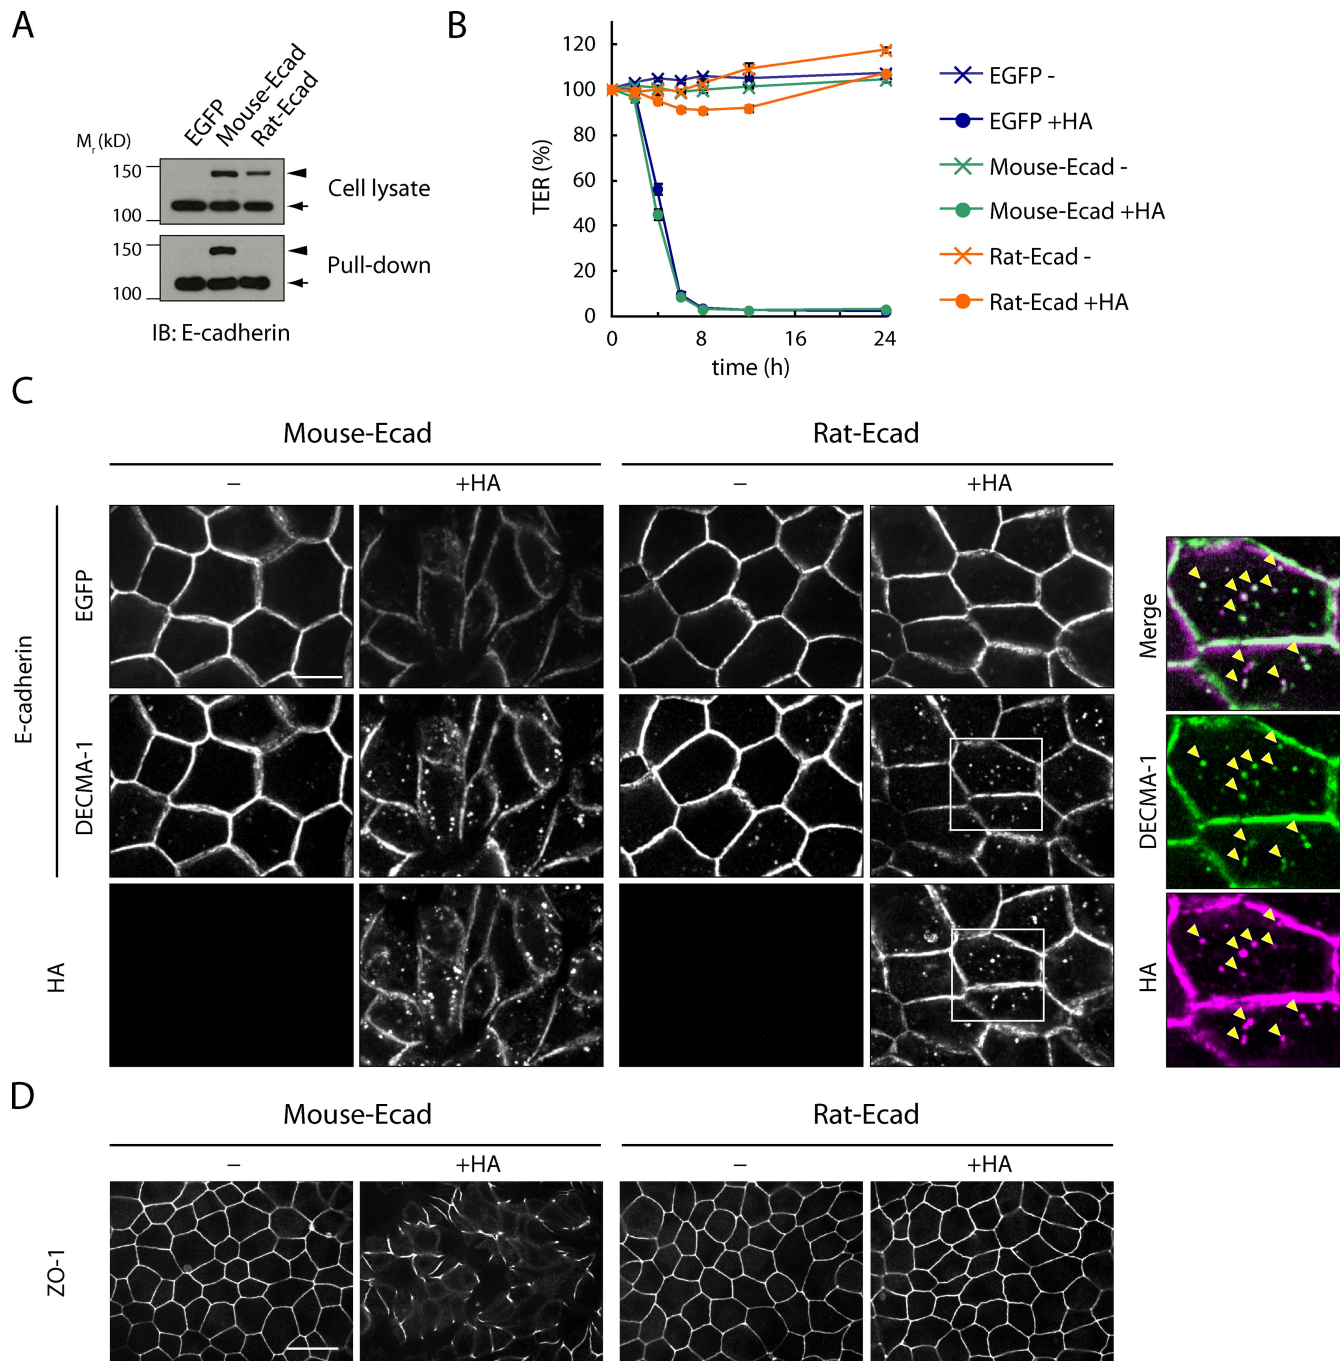 A
EGFP
Mouse-Ecad
Rat-Ecad
Mr (kD)
150
100
Cell lysate
150
100
Pull-down
IB: E-cadherin
B
TER (%)
120
100
80
60
40
20
0
0
8
16
24
time (h)
EGFP -
EGFP +HA
Mouse-Ecad -
Mouse-Ecad +HA
Rat-Ecad -
Rat-Ecad +HA
C
Mouse-Ecad
Rat-Ecad
–
+HA
–
+HA
E-cadherin
EGFP
DECMA-1
HA
Merge
DECMA-1
HA
D
Mouse-Ecad
Rat-Ecad
–
+HA
–
+HA
ZO-1